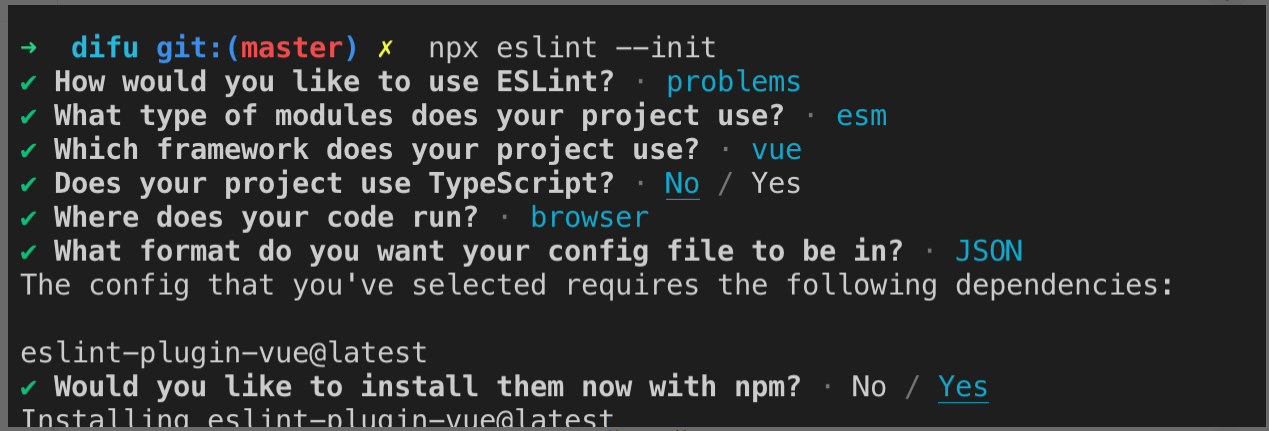 ➜ difu git:(master) ✗ npx eslint --init
✔ How would you like to use ESLint? · problems
✔ What type of modules does your project use? · esm
✔ Which framework does your project use? · vue
✔ Does your project use TypeScript? · No / Yes
✔ Where does your code run? · browser
✔ What format do you want your config file to be in? · JSON
The config that you've selected requires the following dependencies:
eslint-plugin-vue@latest
✔ Would you like to install them now with npm? · No / Yes
Installing eslint-plugin-vue@latest